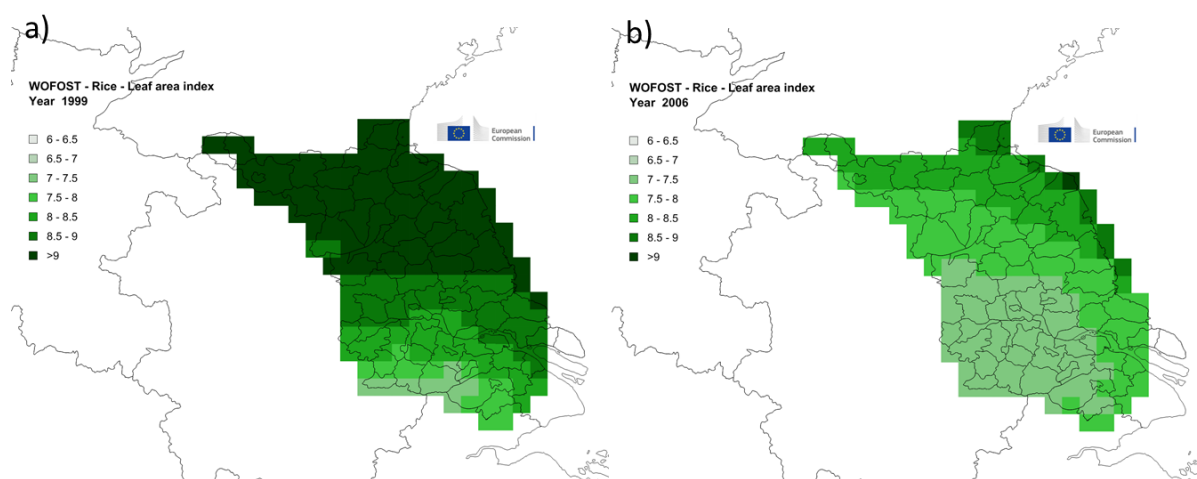 a)
WOFOST - Rice - Leaf area index
Year 1999
6 - 6.5
6.5 - 7
7 - 7.5
7.5 - 8
8 - 8.5
8.5 - 9
>9
European
Commission
b)
WOFOST - Rice - Leaf area index
Year 2006
6 - 6.5
6.5 - 7
7 - 7.5
7.5 - 8
8 - 8.5
8.5 - 9
>9
European
Commission